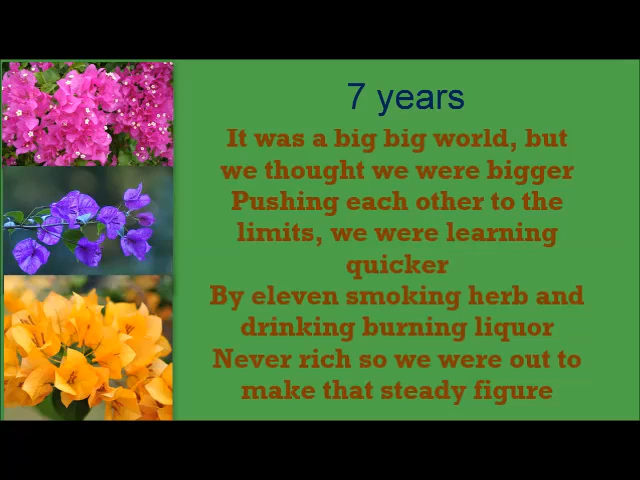 7 years
It was a big big world, but
we thought we were bigger
Pushing each other to the
limits, we were learning
quicker
By eleven smoking herb and
drinking burning liquor
Never rich so we were out to
make that steady figure